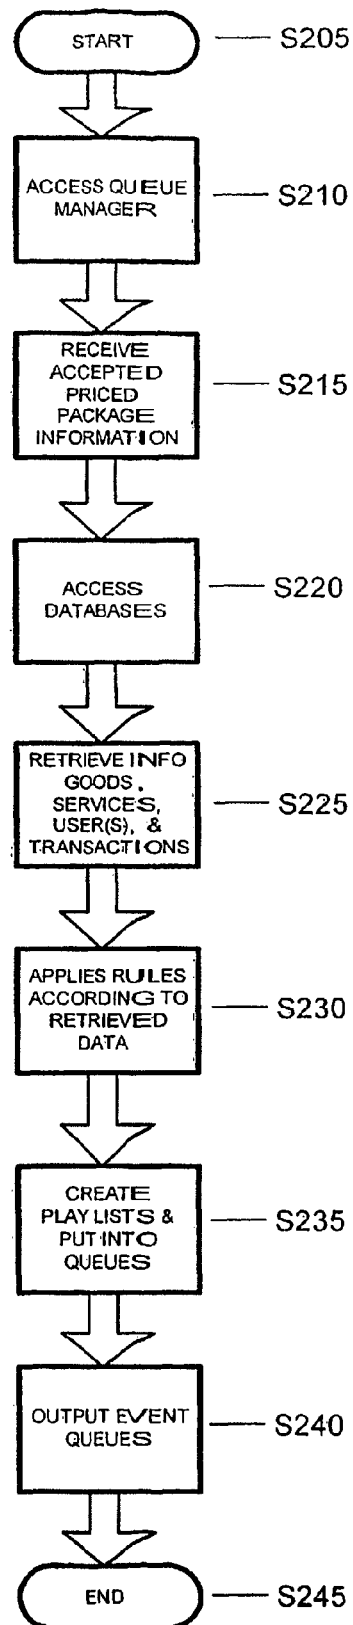 START
S205
ACCESS QUEUE
MANAGER
S210
RECEIVE
ACCEPTED
PRICED
PACKAGE
INFORMATION
S215
ACCESS
DATABASES
S220
RETRIEVE INFO
GOODS,
SERVICES,
USER(S), &
TRANSACTIONS
S225
APPLIES RULES
ACCORDING TO
RETRIEVED
DATA
S230
CREATE
PLAY LISTS &
PUT INTO
QUEUES
S235
OUTPUT EVENT
QUEUES
S240
END
S245